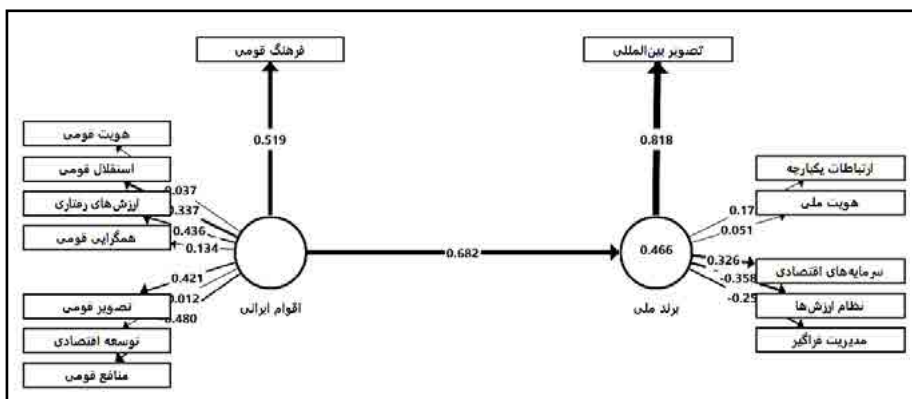 فرهنگ قومی
تصویر بین‌المللی
هویت قومی
استقلال قومی
ارزش‌های رفتاری
همگرایی قومی
تصویر قومی
توسعه اقتصادی
منافع قومی
0.519
0.037
0.337
0.436
0.134
0.421
0.012
0.480
اقوام ایرانی
0.682
0.818
0.466
برند ملی
0.17
0.051
0.326
-0.358
-0.25
ارتباطات یکپارچه
هویت ملی
سرمایه‌های اقتصادی
نظام ارزش‌ها
مدیریت فراگیر